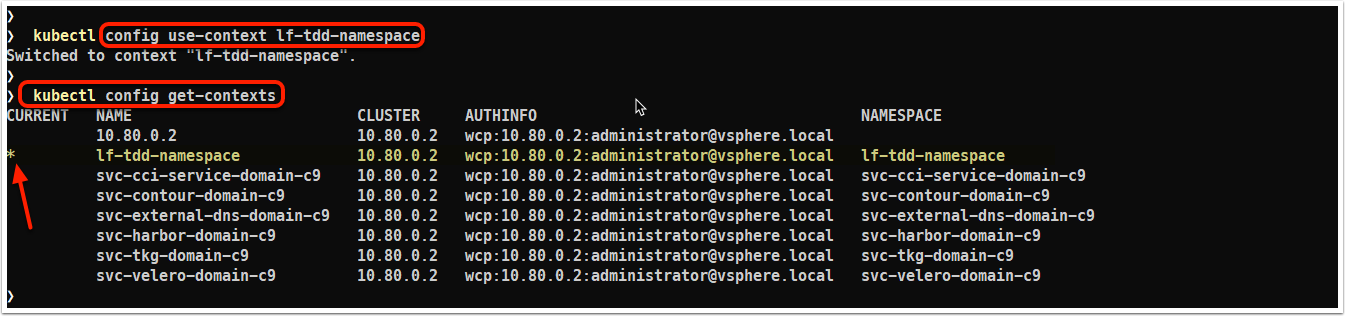 ❯
❯ kubectl config use-context lf-tdd-namespace
Switched to context "lf-tdd-namespace".
❯
❯ kubectl config get-contexts
CURRENT NAME CLUSTER AUTHINFO NAMESPACE
10.80.0.2 10.80.0.2 wcp:10.80.0.2:administrator@vsphere.local
* lf-tdd-namespace 10.80.0.2 wcp:10.80.0.2:administrator@vsphere.local lf-tdd-namespace
svc-cci-service-domain-c9 10.80.0.2 wcp:10.80.0.2:administrator@vsphere.local svc-cci-service-domain-c9
svc-contour-domain-c9 10.80.0.2 wcp:10.80.0.2:administrator@vsphere.local svc-contour-domain-c9
svc-external-dns-domain-c9 10.80.0.2 wcp:10.80.0.2:administrator@vsphere.local svc-external-dns-domain-c9
svc-harbor-domain-c9 10.80.0.2 wcp:10.80.0.2:administrator@vsphere.local svc-harbor-domain-c9
svc-tkg-domain-c9 10.80.0.2 wcp:10.80.0.2:administrator@vsphere.local svc-tkg-domain-c9
svc-velero-domain-c9 10.80.0.2 wcp:10.80.0.2:administrator@vsphere.local svc-velero-domain-c9
❯